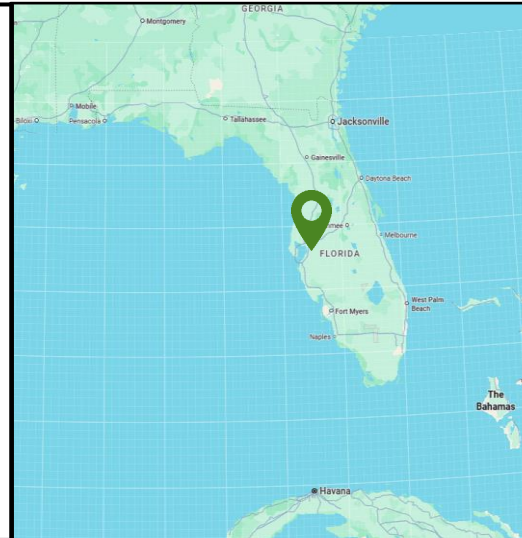 GEORGIA
Montgomery
Mobile
Biloxi
Pensacola
Tallahassee
Jacksonville
Gainesville
Daytona Beach
mee
Melbourne
FLORIDA
West Palm
Beach
Fort Myers
Naples
The
Bahamas
Havana